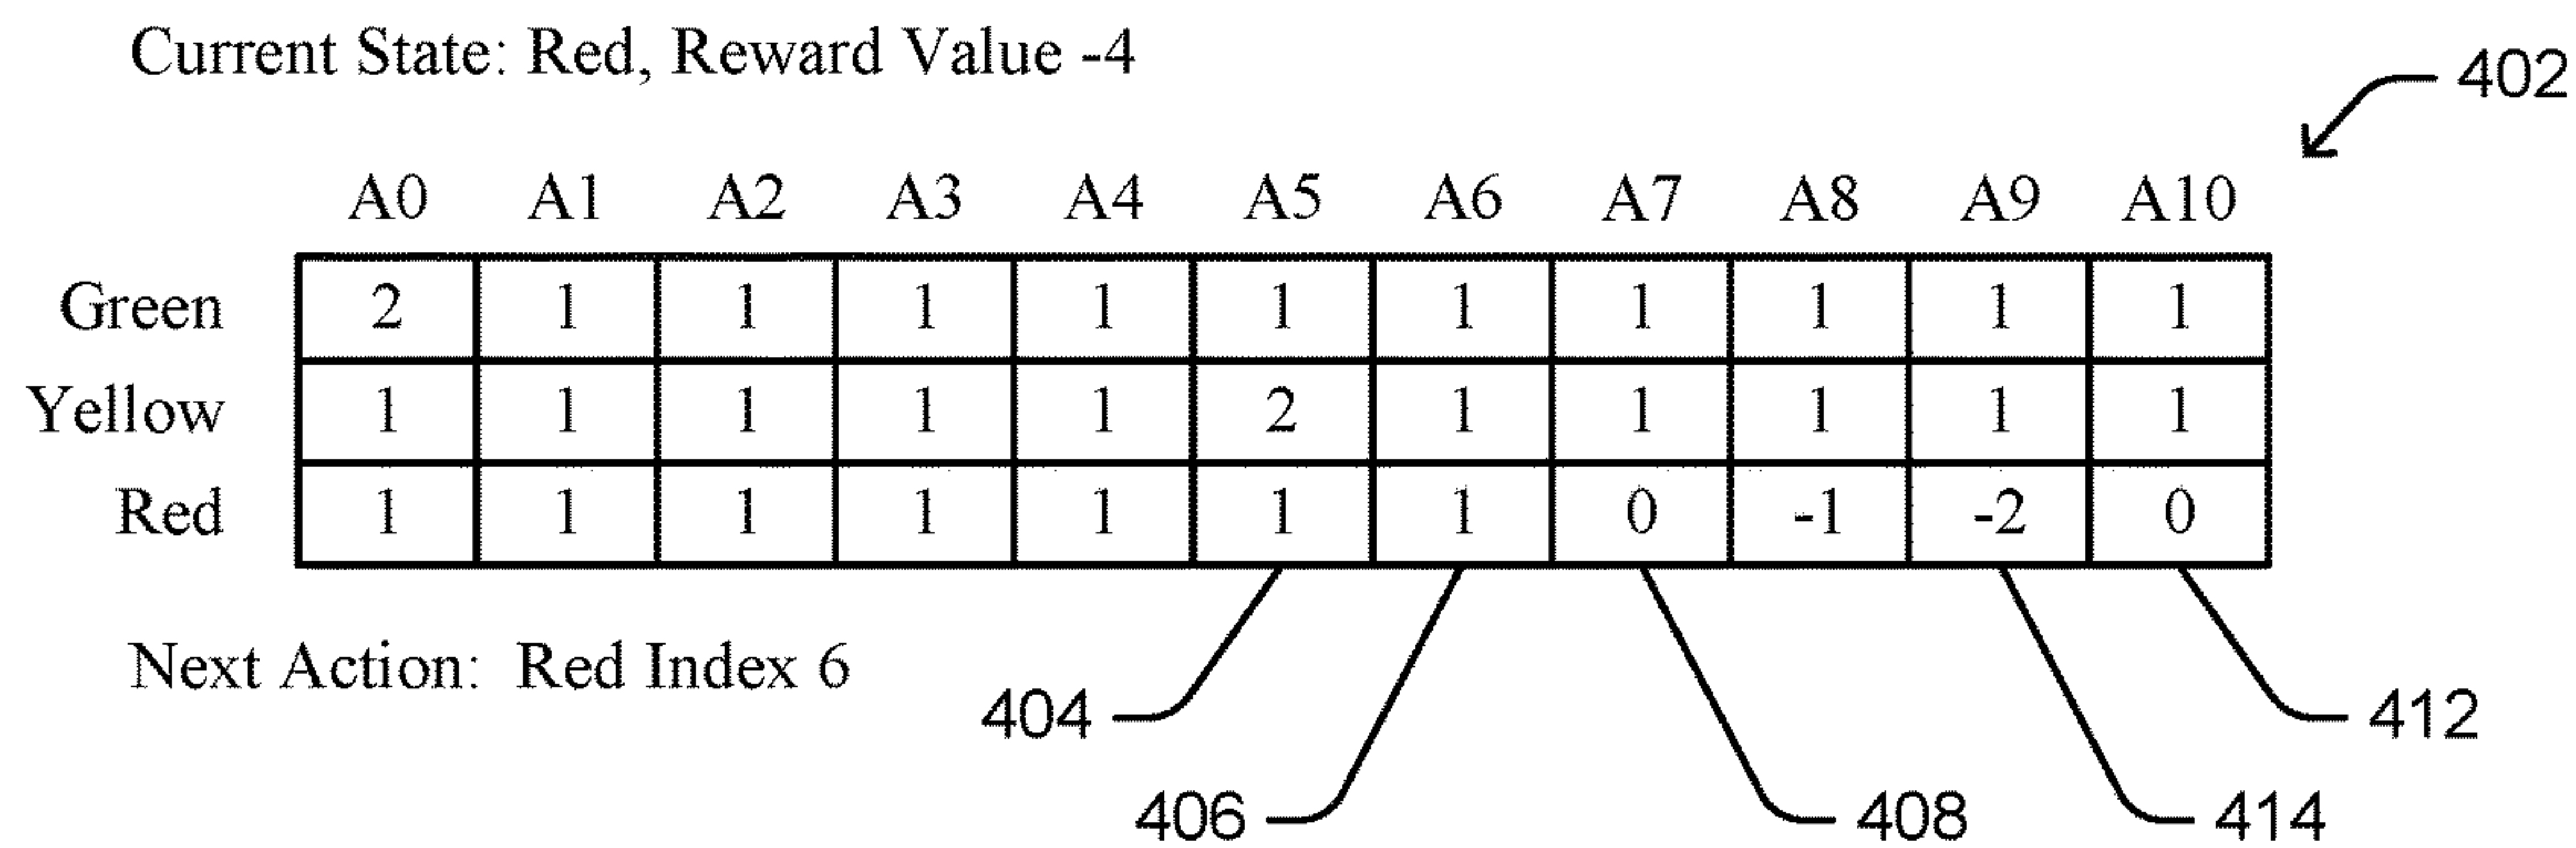 Current State: Red, Reward Value -4
402
A0 A1 A2 A3 A4 A5 A6 A7 A8 A9 A10
Green 2 1 1 1 1 1 1 1 1 1 1
Yellow 1 1 1 1 1 2 1 1 1 1 1
Red 1 1 1 1 1 1 1 0 -1 -2 0
Next Action: Red Index 6
404 412
406 408 414